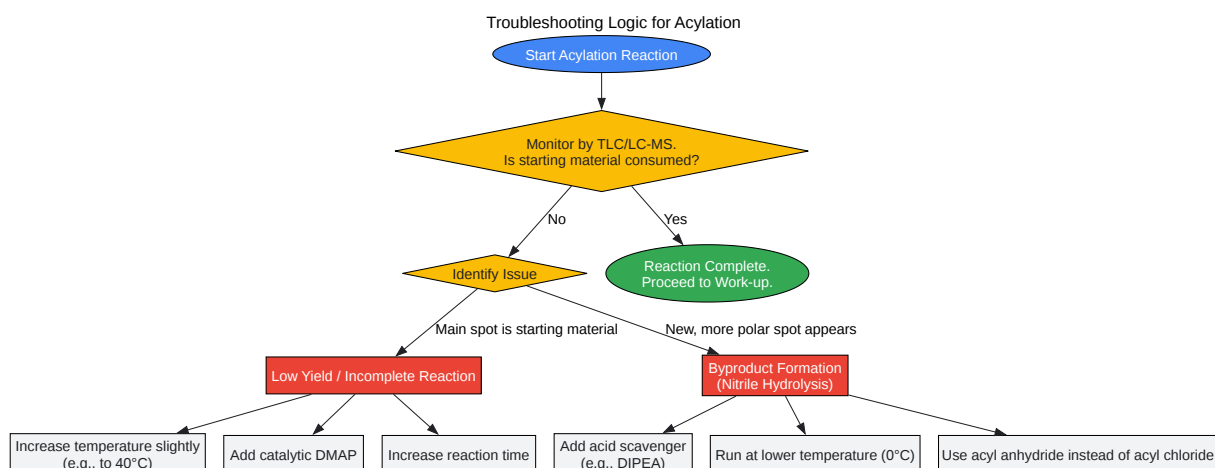 Troubleshooting Logic for Acylation
Start Acylation Reaction
Monitor by TLC/LC-MS.
Is starting material consumed?
No
Yes
Identify Issue
Reaction Complete.
Proceed to Work-up.
Main spot is starting material
New, more polar spot appears
Low Yield / Incomplete Reaction
Byproduct Formation
(Nitrile Hydrolysis)
Increase temperature slightly
(e.g., to 40°C)
Add catalytic DMAP
Increase reaction time
Add acid scavenger
(e.g., DIPEA)
Run at lower temperature (0°C)
Use acyl anhydride instead of acyl chloride